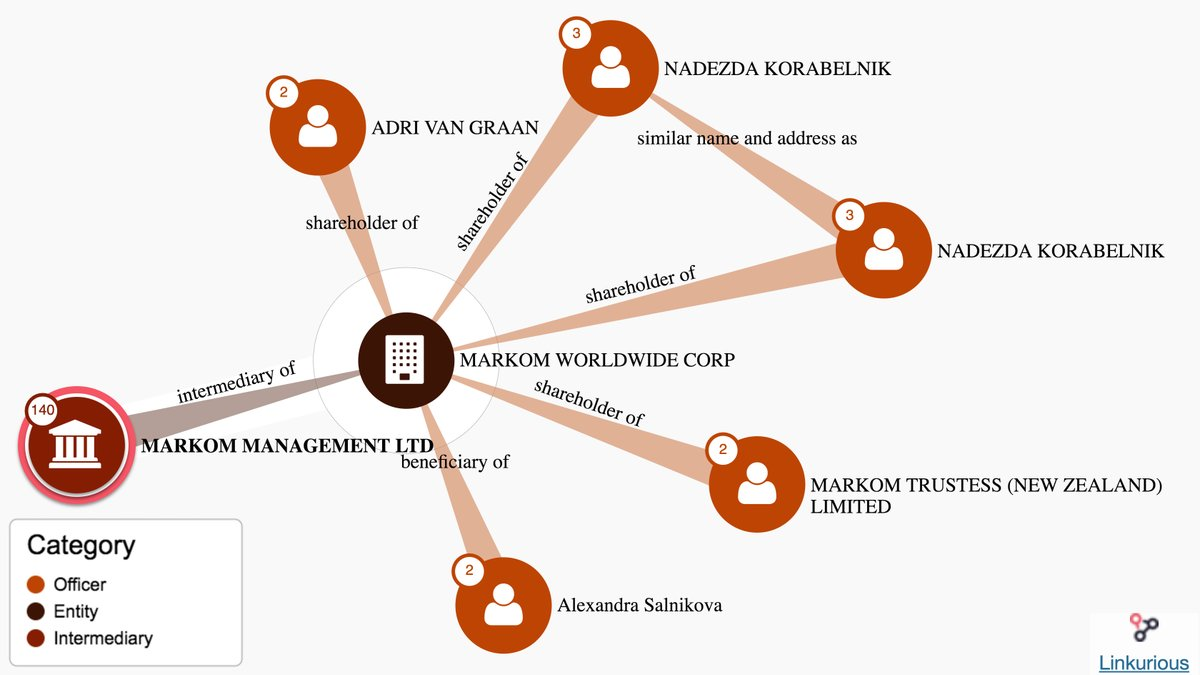 3
NADEZDA KORABELNIK
2
ADRI VAN GRAAN
similar name and address as
shareholder of
shareholder of
3
NADEZDA KORABELNIK
shareholder of
MARKOM WORLDWIDE CORP
intermediary of
shareholder of
140
MARKOM MANAGEMENT LTD
beneficiary of
2
MARKOM TRUSTESS (NEW ZEALAND)
LIMITED
2
Alexandra Salnikova
Category
Officer
Entity
Intermediary
Linkurious